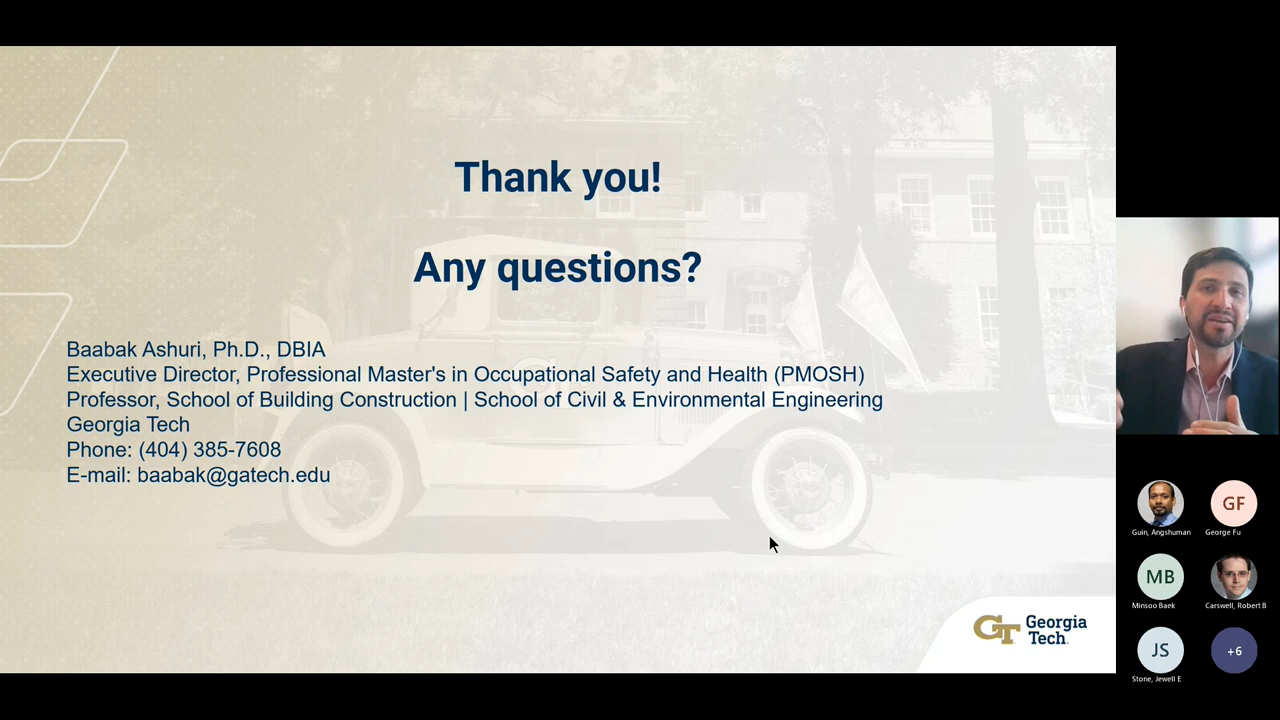 Thank you!
Any questions?
Baabak Ashuri, Ph.D., DBIA
Executive Director, Professional Master's in Occupational Safety and Health (PMOSH)
Professor, School of Building Construction | School of Civil & Environmental Engineering
Georgia Tech
Phone: (404) 385-7608
E-mail: baabak@gatech.edu
GT
Georgia
Tech.
Guin, Angshuman
GF
George Fu
MB
Minsoo Baek
Carswell, Robert B
JS
Stone, Jewell E
+6